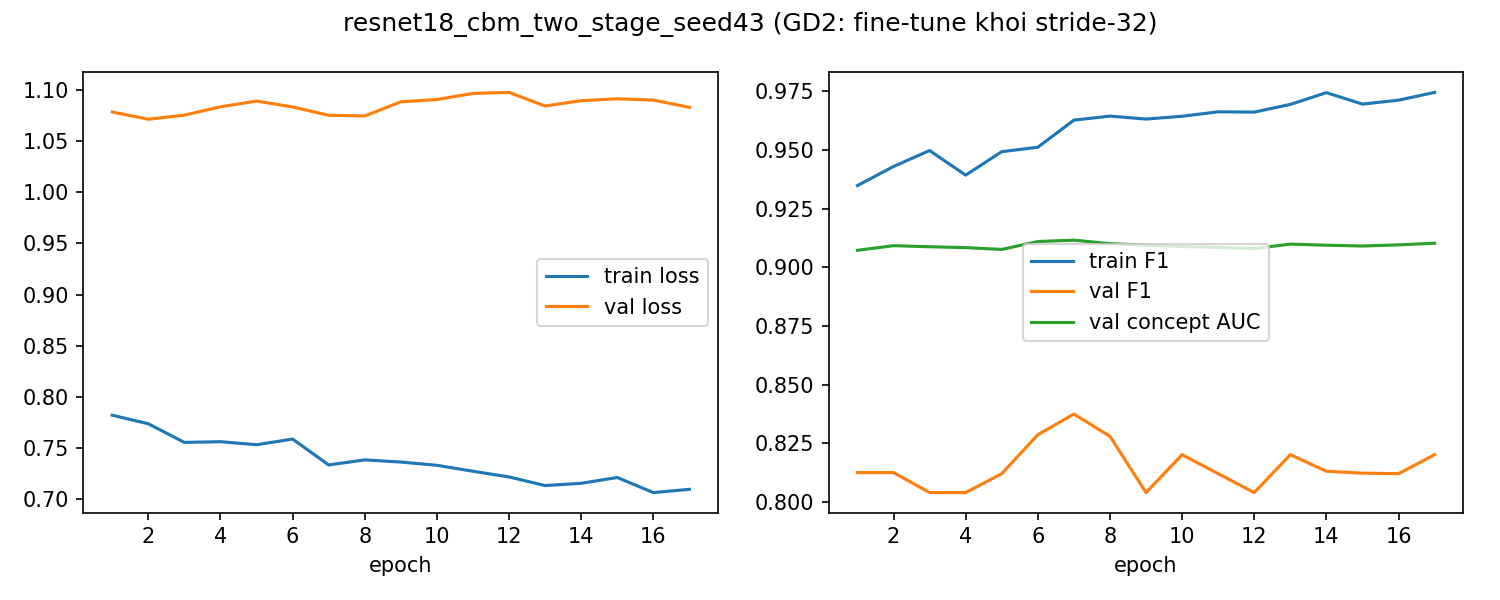 resnet18_cbm_two_stage_seed43 (GD2: fine-tune khoi stride-32)
1.10
1.05
1.00
0.95
0.90
0.85
0.80
0.75
0.70
2 4 6 8 10 12 14 16
epoch
train loss
val loss
0.975
0.950
0.925
0.900
0.875
0.850
0.825
0.800
2 4 6 8 10 12 14 16
epoch
train F1
val F1
val concept AUC